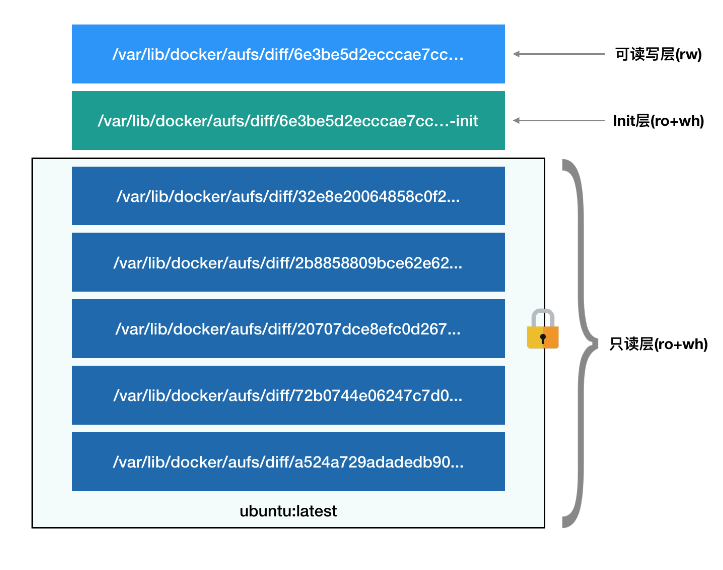 /var/lib/docker/aufs/diff/6e3be5d2ecccae7cc...
可读写层(rw)
/var/lib/docker/aufs/diff/6e3be5d2ecccae7cc...-init
Init层(ro+wh)
/var/lib/docker/aufs/diff/32e8e20064858c0f2...
/var/lib/docker/aufs/diff/2b8858809bce62e62...
/var/lib/docker/aufs/diff/20707dce8efc0d267...
只读层(ro+wh)
/var/lib/docker/aufs/diff/72b0744e06247c7d0...
/var/lib/docker/aufs/diff/a524a729adadedb90...
ubuntu:latest